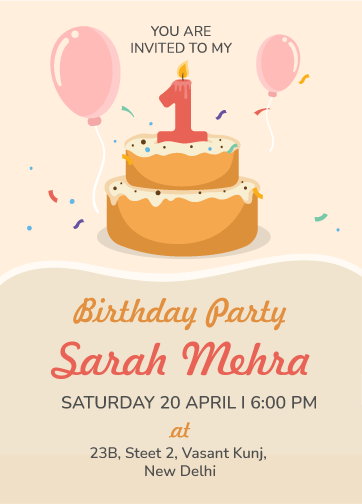 YOU ARE
INVITED TO MY
1
Birthday Party
Sarah Mehra
SATURDAY 20 APRIL I 6:00 PM
at
23B, Steet 2, Vasant Kunj,
New Delhi